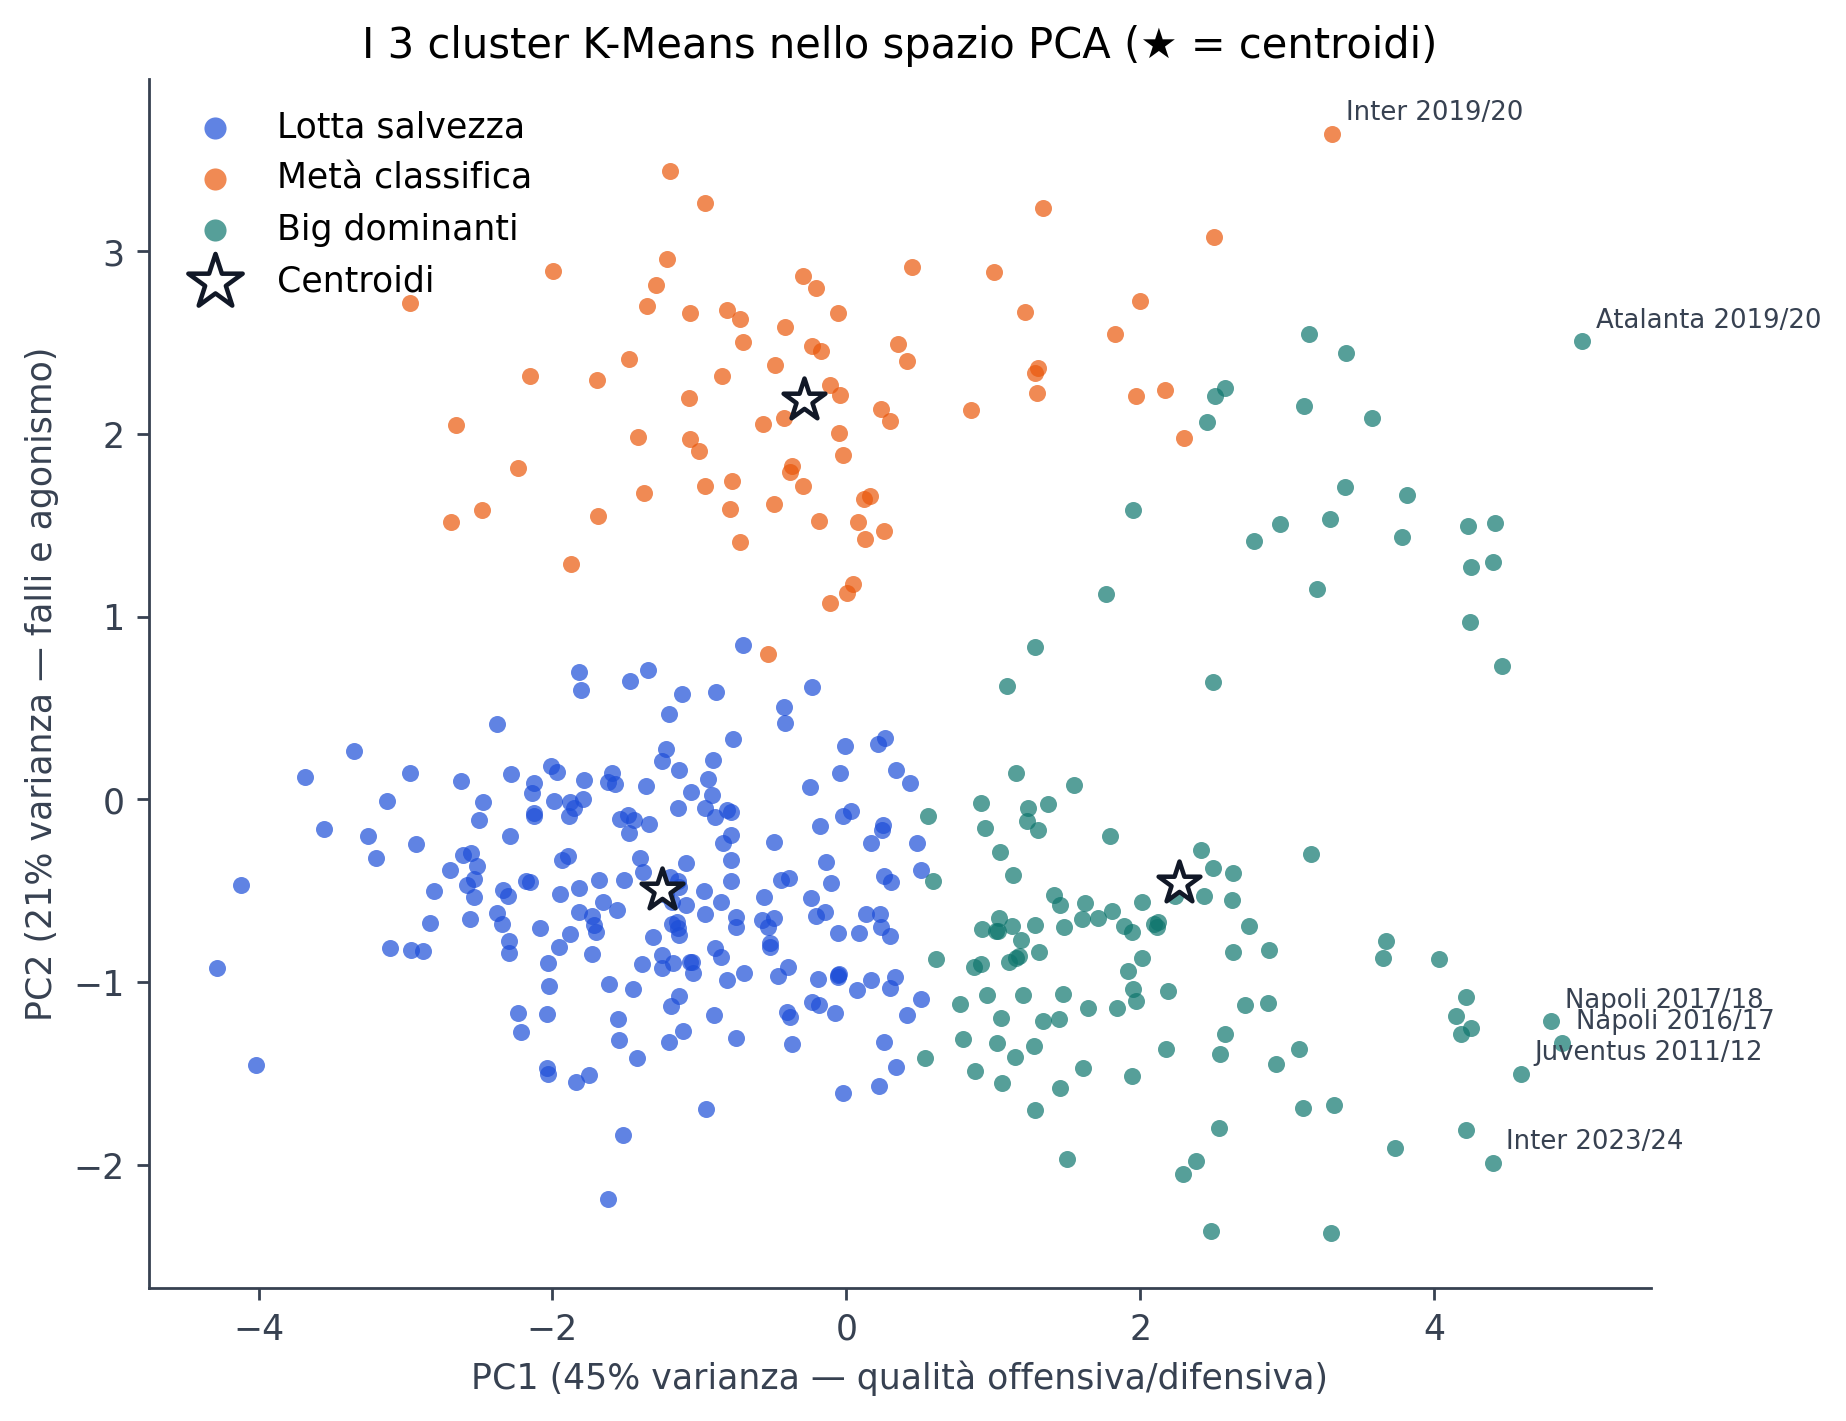 I 3 cluster K-Means nello spazio PCA (★ = centroidi)
Lotta salvezza
Metà classifica
Big dominanti
Centroidi
Inter 2019/20
Atalanta 2019/20
Napoli 2017/18
Napoli 2016/17
Juventus 2011/12
Inter 2023/24
PC2 (21% varianza — falli e agonismo)
3
2
1
0
−1
−2
−4
−2
0
2
4
PC1 (45% varianza — qualità offensiva/difensiva)